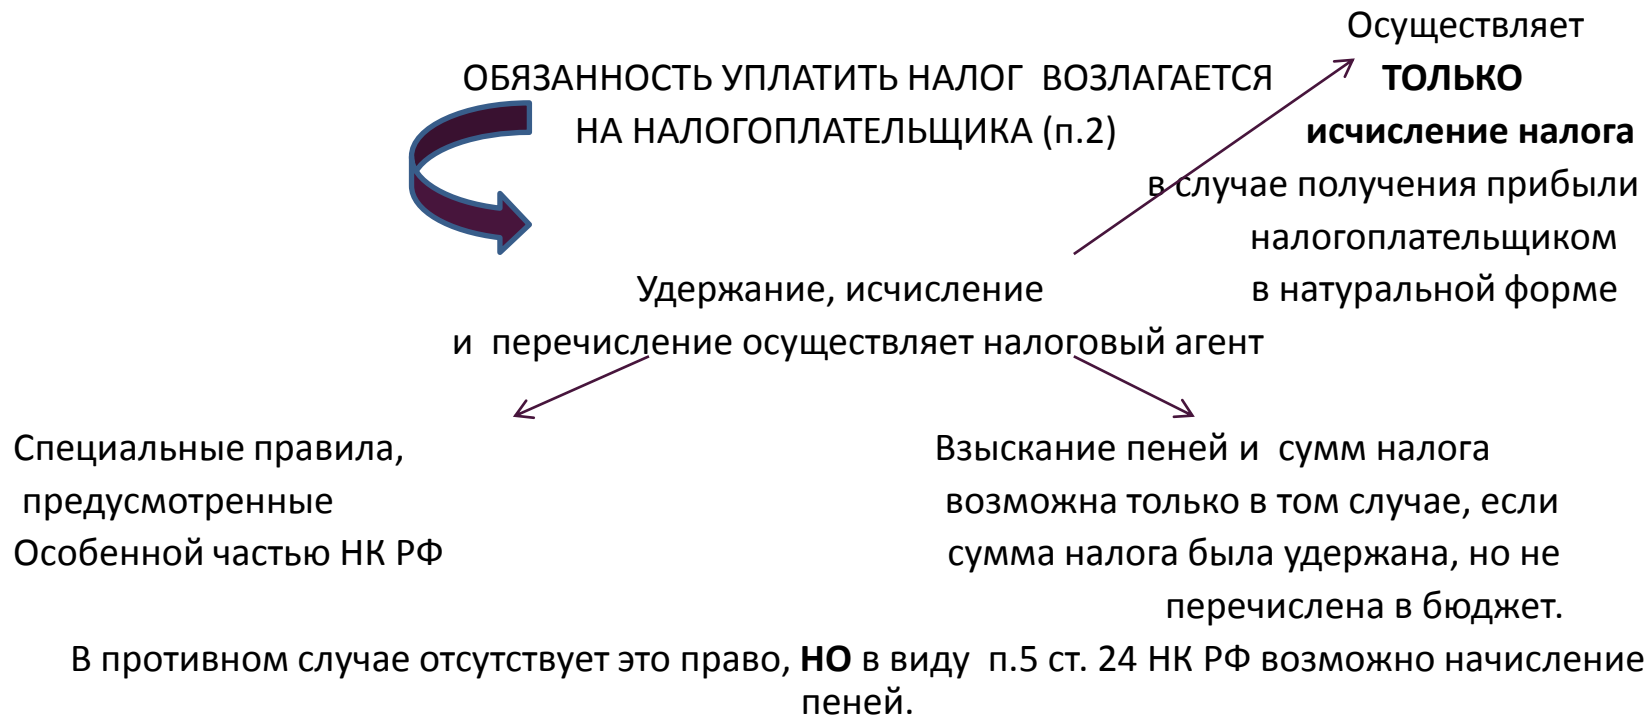 Осуществляет
ОБЯЗАННОСТЬ УПЛАТИТЬ НАЛОГ ВОЗЛАГАЕТСЯ ТОЛЬКО
НА НАЛОГОПЛАТЕЛЬЩИКА (п.2) исчисление налога
в случае получения прибыли
налогоплательщиком
Удержание, исчисление в натуральной форме
и перечисление осуществляет налоговый агент
Специальные правила, Взыскание пеней и сумм налога
предусмотренные возможна только в том случае, если
Особенной частью НК РФ сумма налога была удержана, но не
перечислена в бюджет.
В противном случае отсутствует это право, НО в виду п.5 ст. 24 НК РФ возможно начисление
пеней.